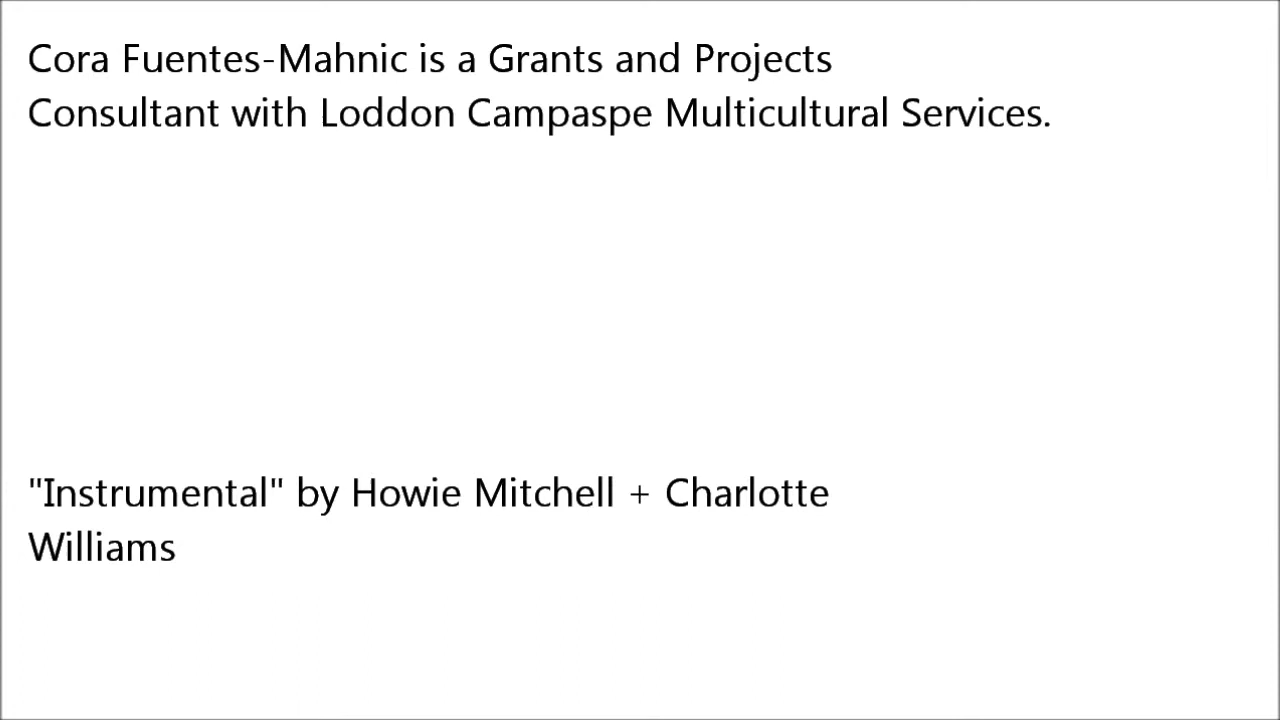 Cora Fuentes-Mahnic is a Grants and Projects
Consultant with Loddon Campaspe Multicultural Services.
"Instrumental" by Howie Mitchell + Charlotte
Williams